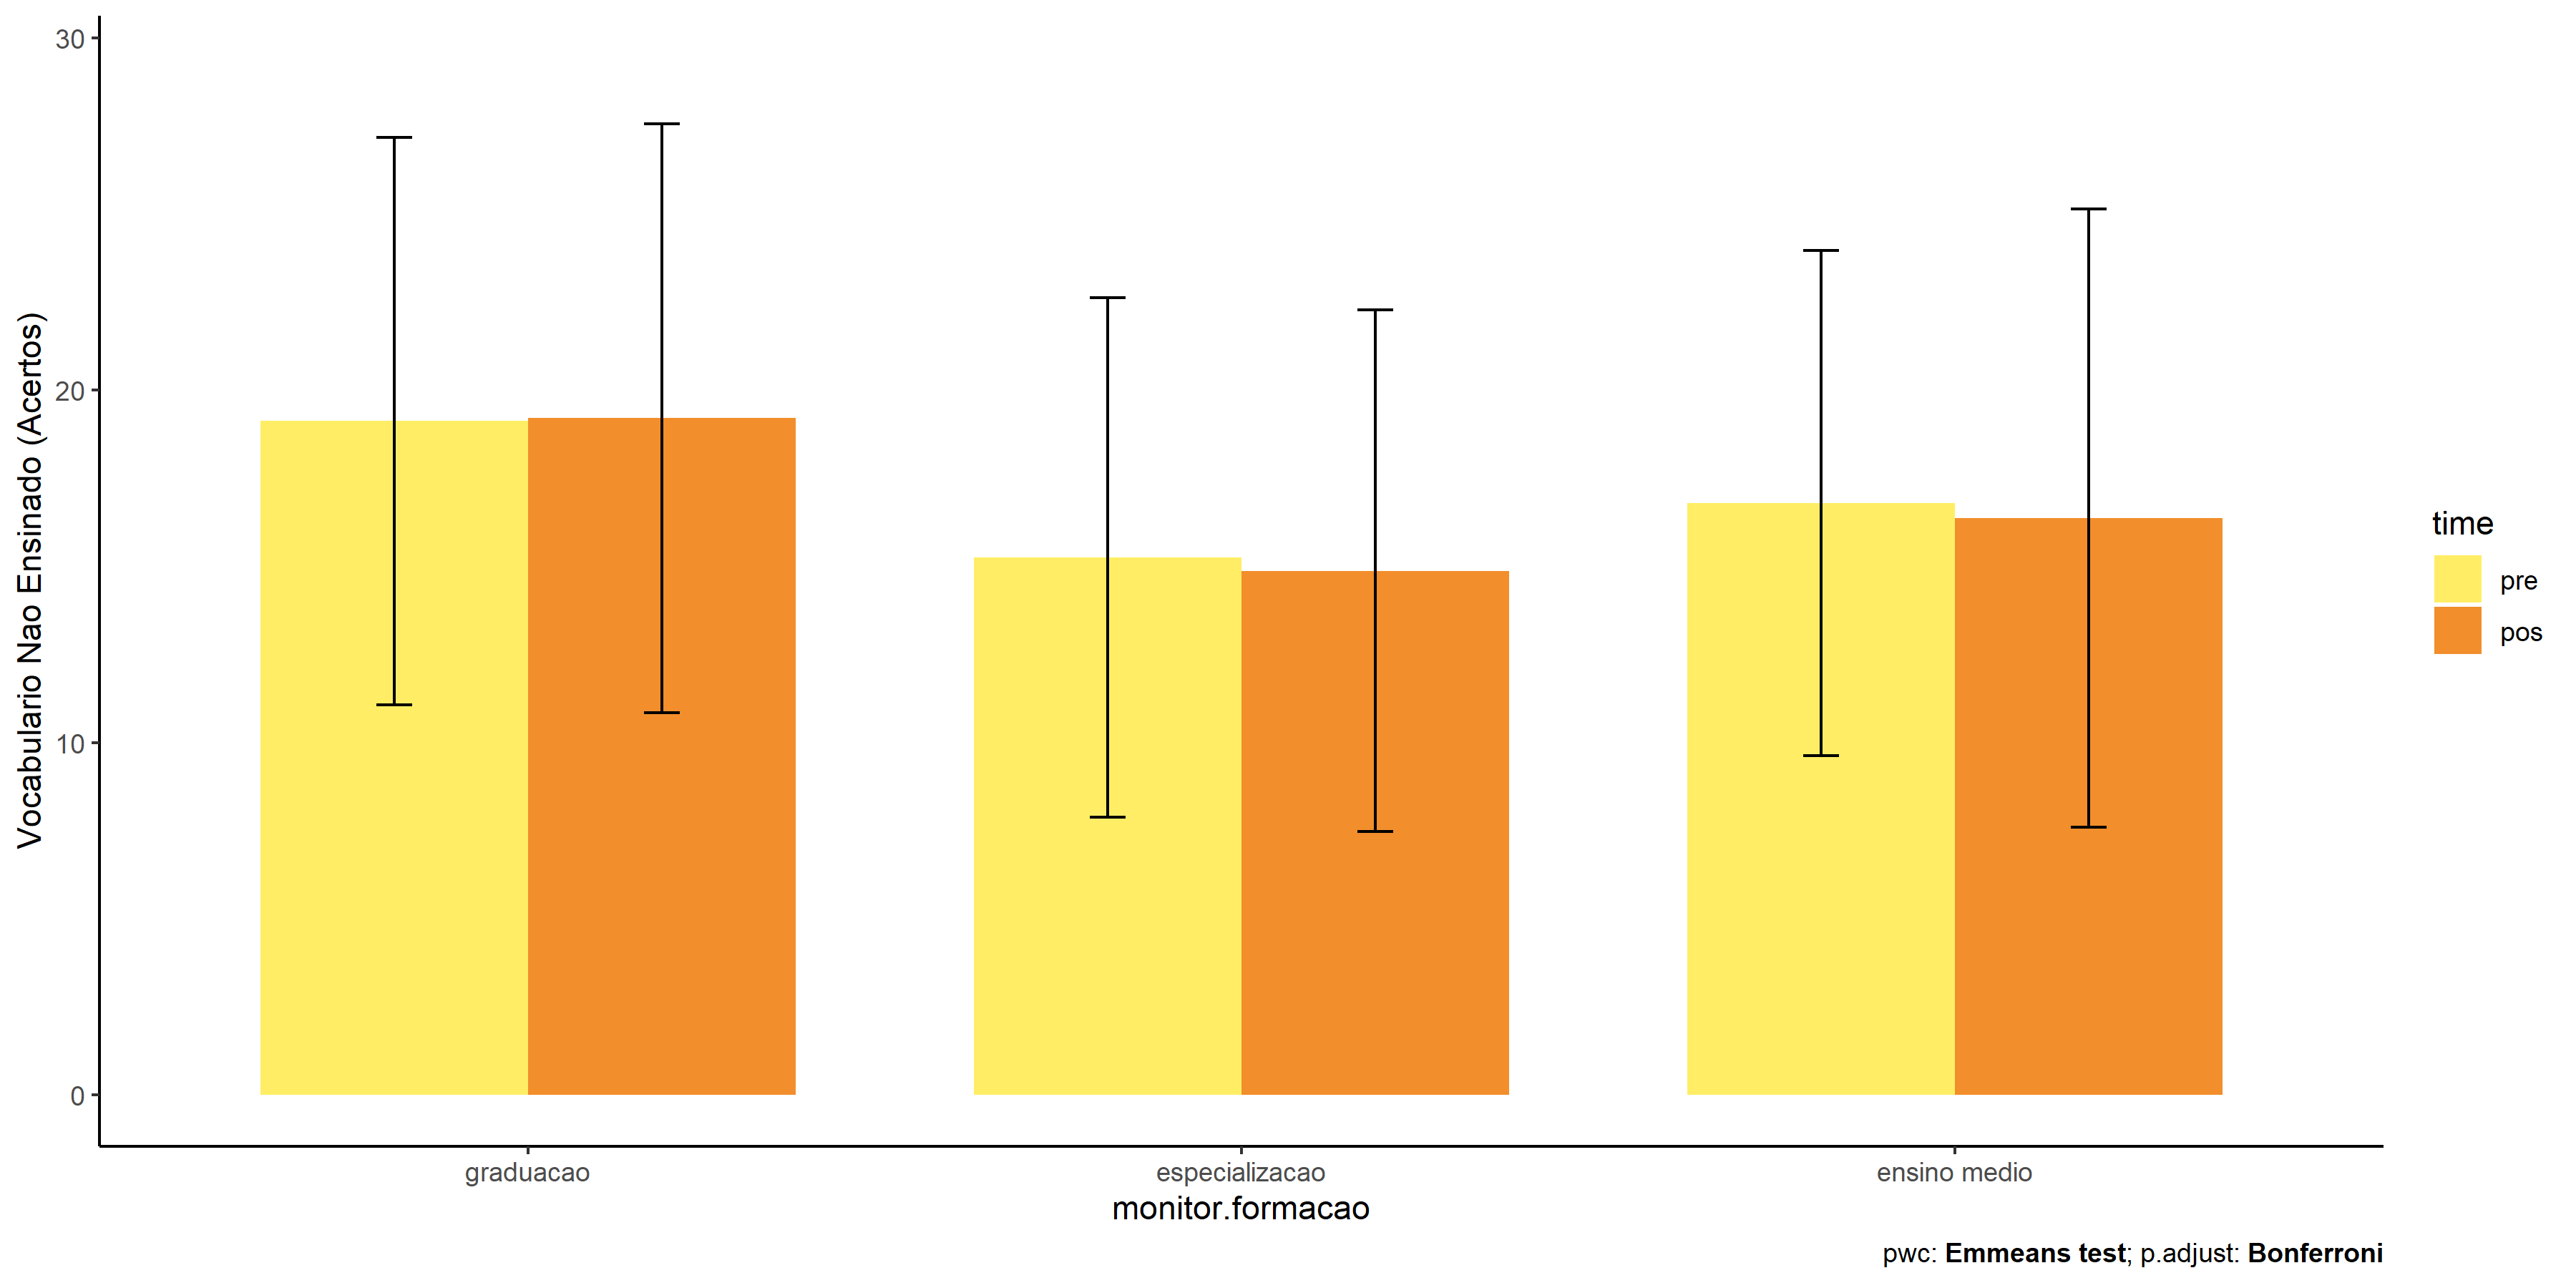 30
20
10
0
Vocabulario Nao Ensinado (Acertos)
graduacao
especializacao
ensino medio
monitor.formacao
time
pre
pos
pwc: Emmeans test; p.adjust: Bonferroni